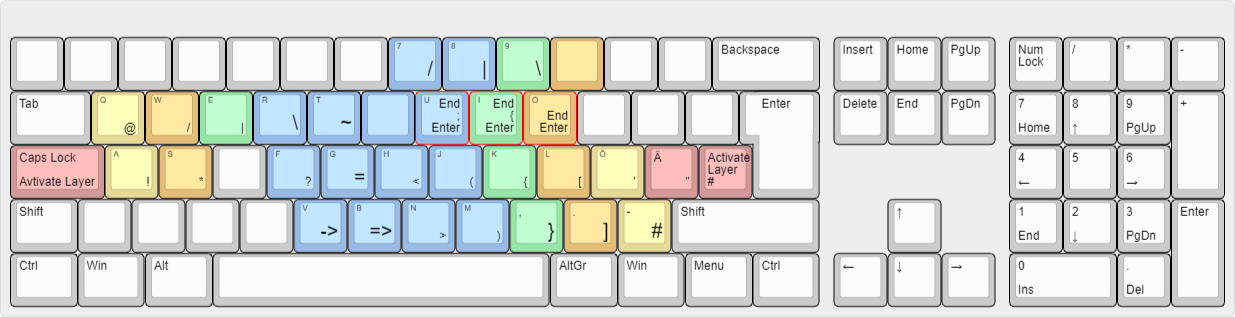 7 8 9 Backspace Insert Home PgUp Num / * -
/ | \ Lock
Tab Q W E R T U End I End O Enter Delete End PgDn 7 8 9 +
@ / | \ ~ ; { End
Enter Enter Enter Home ↑ PgUp
Caps Lock A S F G H J K L Ö Ä Activate 4 5 6
Layer
Avtivate Layer ! * ? = < ( { [ ' " # ← →
Shift V B N M , . - Shift ↑ 1 2 3 Enter
-> => > ) } ] # End ↓ PgDn
Ctrl Win Alt AltGr Win Menu Ctrl ← ↓ → 0 .
Ins Del